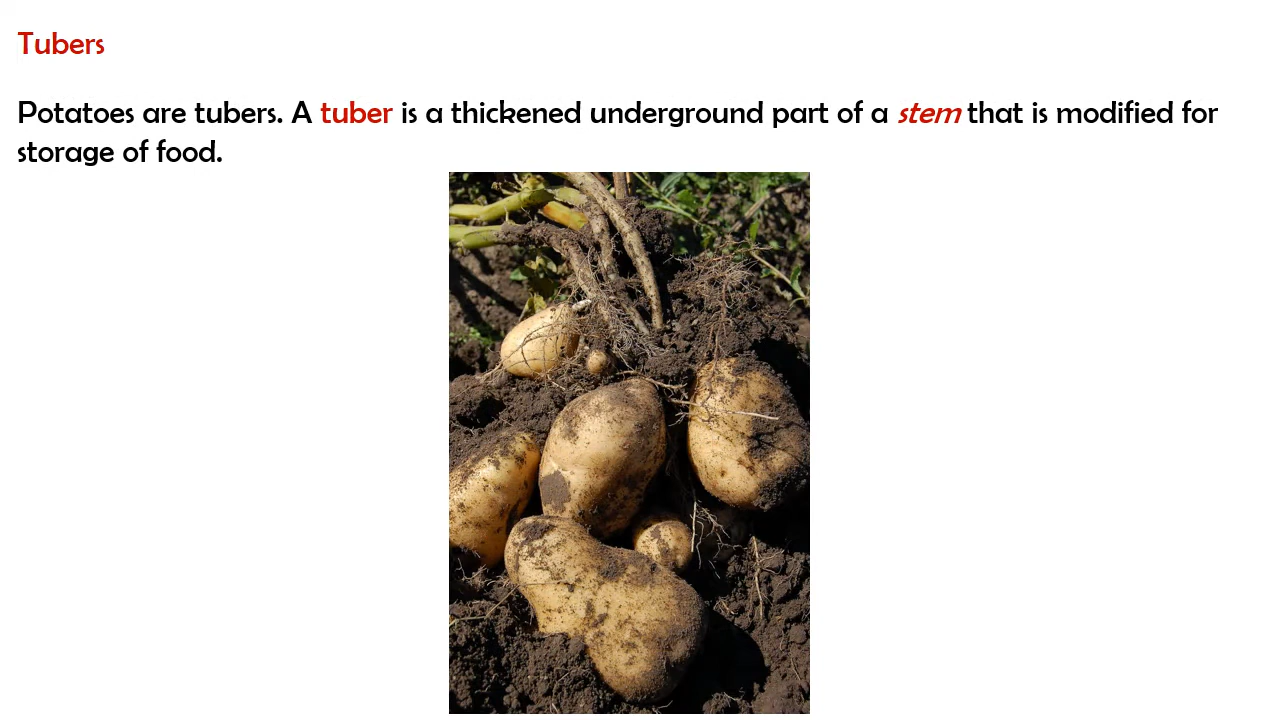 Tubers
Potatoes are tubers. A tuber is a thickened underground part of a stem that is modified for
storage of food.